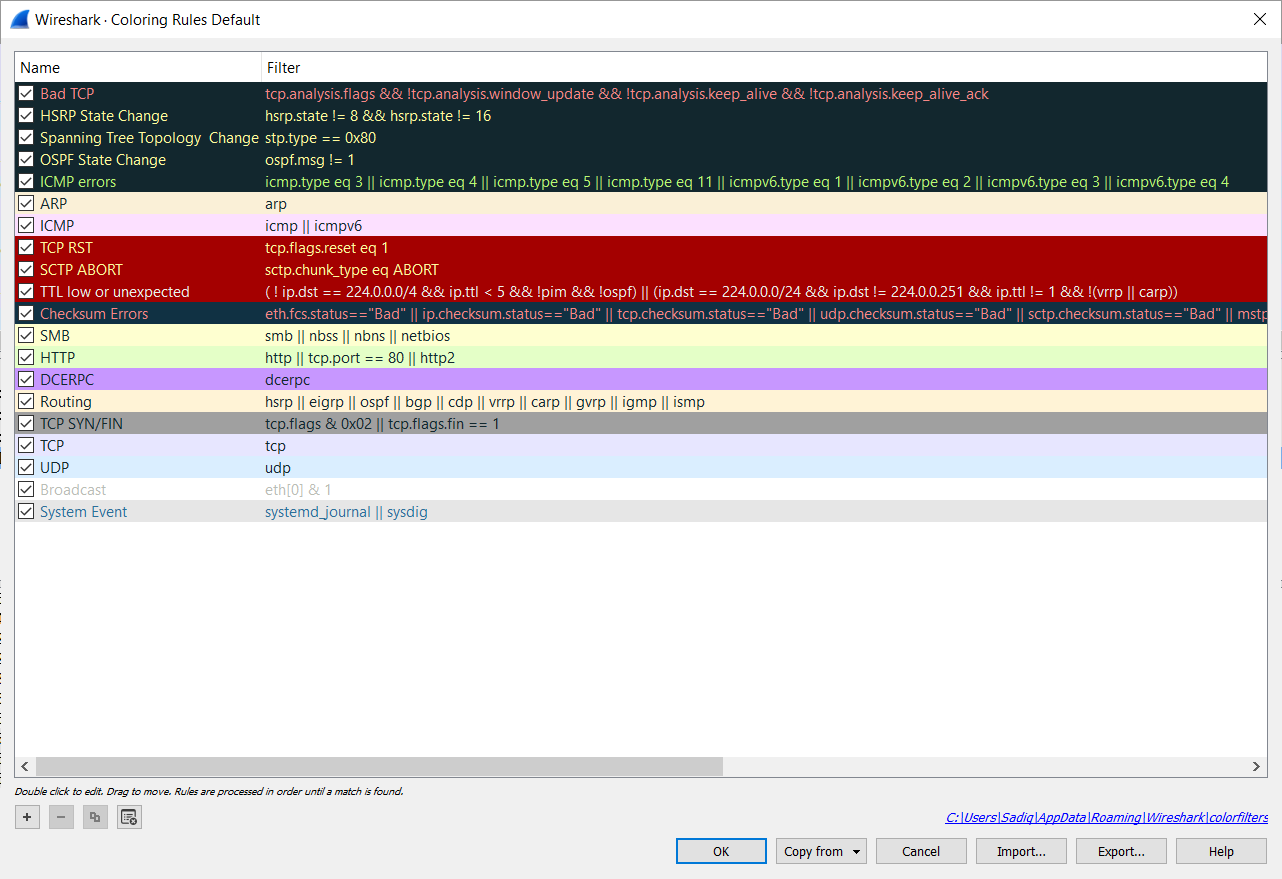 Wireshark · Coloring Rules Default
Name Filter
Bad TCP tcp.analysis.flags && !tcp.analysis.window_update && !tcp.analysis.keep_alive && !tcp.analysis.keep_alive_ack
HSRP State Change hsrp.state != 8 && hsrp.state != 16
Spanning Tree Topology  Change stp.type == 0x80
OSPF State Change ospf.msg != 1
ICMP errors icmp.type eq 3 || icmp.type eq 4 || icmp.type eq 5 || icmp.type eq 11 || icmpv6.type eq 1 || icmpv6.type eq 2 || icmpv6.type eq 3 || icmpv6.type eq 4
ARP arp
ICMP icmp || icmpv6
TCP RST tcp.flags.reset eq 1
SCTP ABORT sctp.chunk_type eq ABORT
TTL low or unexpected ( ! ip.dst == 224.0.0.0/4 && ip.ttl < 5 && !pim && !ospf) || (ip.dst == 224.0.0.0/24 && ip.dst != 224.0.0.251 && ip.ttl != 1 && !(vrrp || carp))
Checksum Errors eth.fcs.status=="Bad" || ip.checksum.status=="Bad" || tcp.checksum.status=="Bad" || udp.checksum.status=="Bad" || sctp.checksum.status=="Bad" || mstp
SMB smb || nbss || nbns || netbios
HTTP http || tcp.port == 80 || http2
DCERPC dcerpc
Routing hsrp || eigrp || ospf || bgp || cdp || vrrp || carp || gvrp || igmp || ismp
TCP SYN/FIN tcp.flags & 0x02 || tcp.flags.fin == 1
TCP tcp
UDP udp
Broadcast eth[0] & 1
System Event systemd_journal || sysdig
Double click to edit. Drag to move. Rules are processed in order until a match is found.
C:\Users\Sadiq\AppData\Roaming\Wireshark\colorfilters
OK Copy from Cancel Import... Export... Help